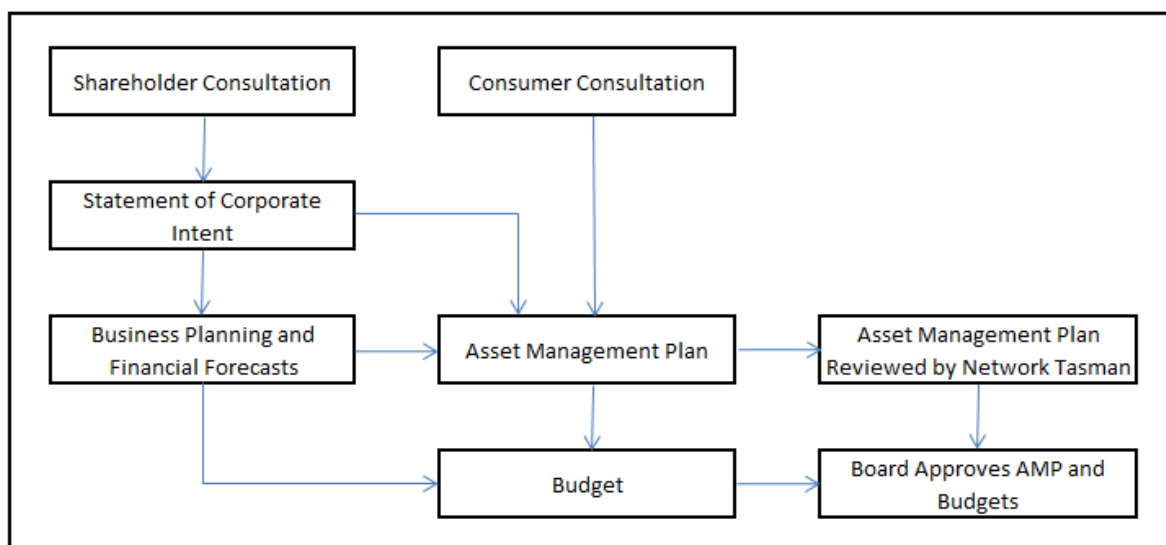 Shareholder Consultation
Consumer Consultation
Statement of Corporate
Intent
Business Planning and
Financial Forecasts
Asset Management Plan
Asset Management Plan
Reviewed by Network Tasman
Budget
Board Approves AMP and
Budgets